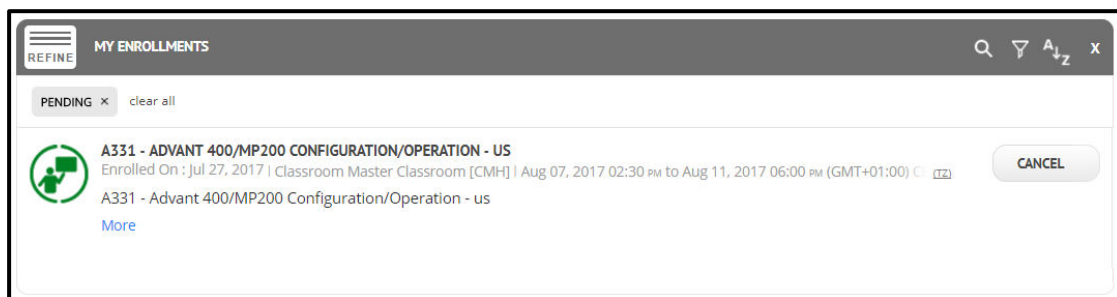 REFINE
MY ENROLLMENTS
A Z
X
PENDING × clear all
A331 - ADVANT 400/MP200 CONFIGURATION/OPERATION - US
Enrolled On : Jul 27, 2017 | Classroom Master Classroom [CMH] | Aug 07, 2017 02:30 PM to Aug 11, 2017 06:00 PM (GMT+01:00) (TZ)
CANCEL
A331 - Advant 400/MP200 Configuration/Operation - us
More